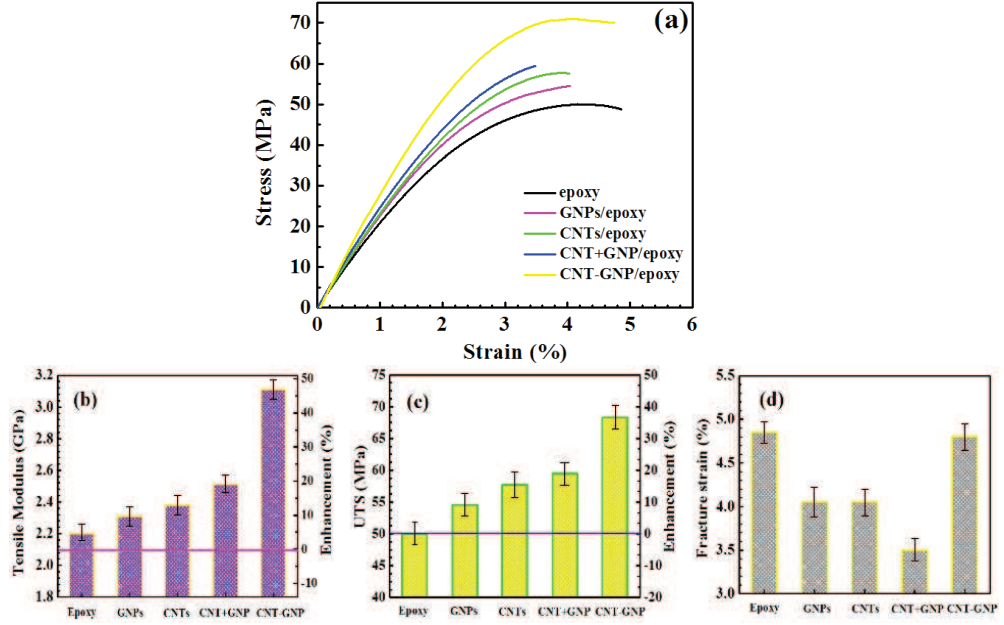 (a)
70
60
50
40
30
20
10
0
Stress (MPa)
epoxy
GNPs/epoxy
CNTs/epoxy
CNT+GNP/epoxy
CNT-GNP/epoxy
0 1 2 3 4 5 6
Strain (%)
(b)
3.2
3.0
2.8
2.6
2.4
2.2
2.0
1.8
Tensile Modulus (GPa)
50
40
30
20
10
0
10
Enhancement (%)
Epoxy GNPs CNTs CNT+GNP CNT-GNP
(c)
75
70
65
60
55
50
45
40
UTS (MPa)
50
40
30
20
10
0
-10
-20
Enhancement (%)
Epoxy GNPs CNTs CNT+GNP CNT-GNP
(d)
5.5
5.0
4.5
4.0
3.5
3.0
Fracture strain (%)
Epoxy GNPs CNTs CNT+GNP CNT-GNP